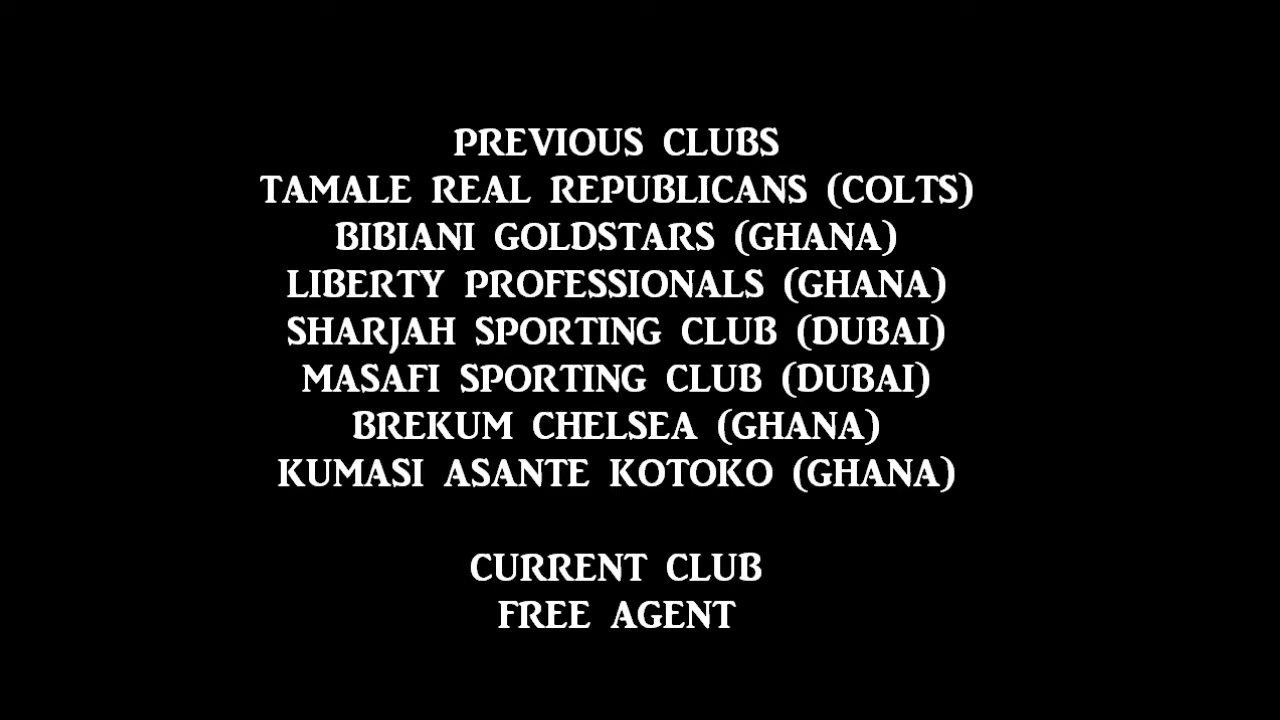 PREVIOUS CLUBS
TAMALE REAL REPUBLICANS (COLTS)
BIBIANI GOLDSTARS (GHANA)
LIBERTY PROFESSIONALS (GHANA)
SHARJAH SPORTING CLUB (DUBAI)
MASAFI SPORTING CLUB (DUBAI)
BREKUM CHELSEA (GHANA)
KUMASI ASANTE KOTOKO (GHANA)
CURRENT CLUB
FREE AGENT